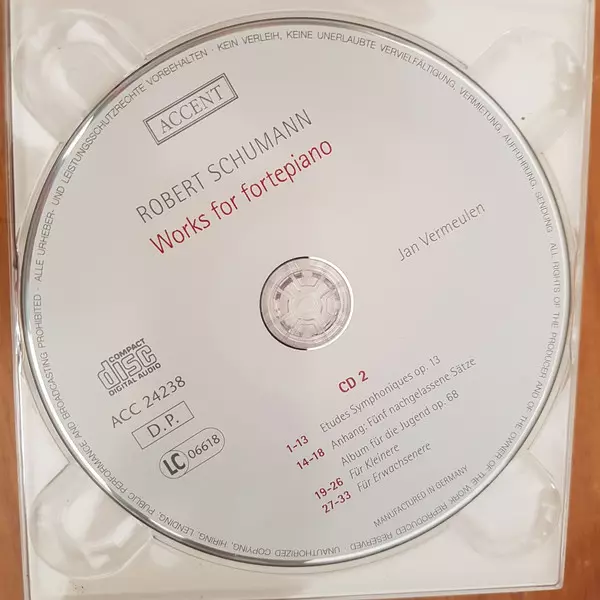 ACCENT
ROBERT SCHUMANN
Works for fortepiano
Jan Vermeulen
COMPACT
disc
DIGITAL AUDIO
ACC 24238
D.P.
LC 06618
CD 2
1–13 Etudes Symphoniques op. 13
14–18 Anhang: Fünf nachgelassene Sätze
Album für die Jugend op. 68
19–26 Für Kleinere
27–33 Für Erwachsenere
MANUFACTURED IN GERMANY
ALLE URHEBER- UND LEISTUNGSSCHUTZRECHTE VORBEHALTEN · KEIN VERLEIH, KEINE UNERLAUBTE VERVIELFÄLTIGUNG, VERMIETUNG, AUFFÜHRUNG, SENDUNG · ALL RIGHTS OF THE PRODUCER AND OF THE OWNER OF THE WORK REPRODUCED RESERVED · UNAUTHORIZED COPYING, HIRING, LENDING, PUBLIC PERFORMANCE AND BROADCASTING PROHIBITED ·